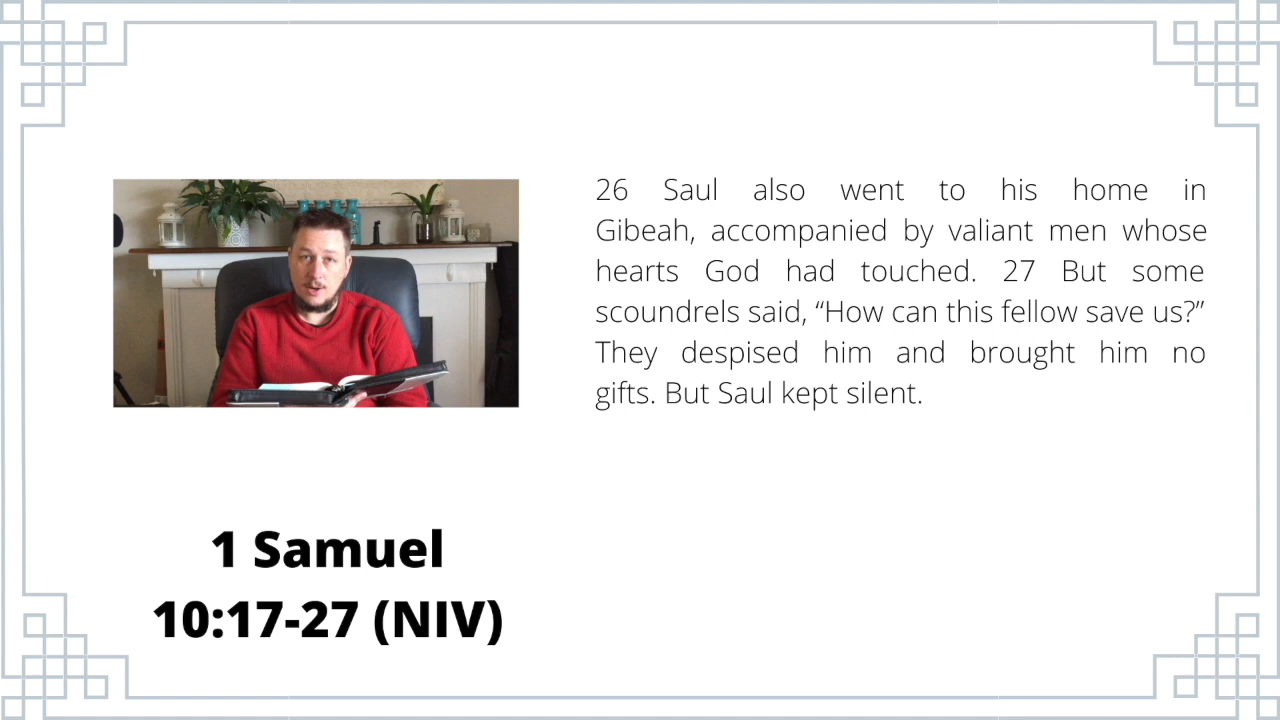 26 Saul also went to his home in
Gibeah, accompanied by valiant men whose
hearts God had touched. 27 But some
scoundrels said, “How can this fellow save us?”
They despised him and brought him no
gifts. But Saul kept silent.
1 Samuel
10:17-27 (NIV)